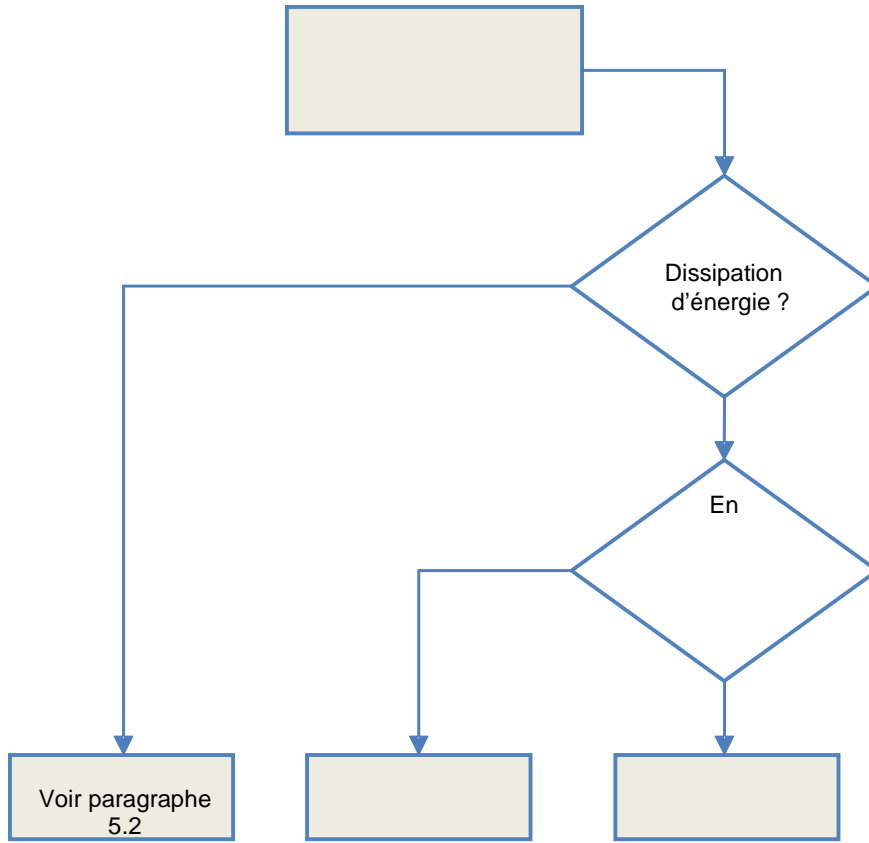 Dissipation
d’énergie ?
En
Voir paragraphe
5.2